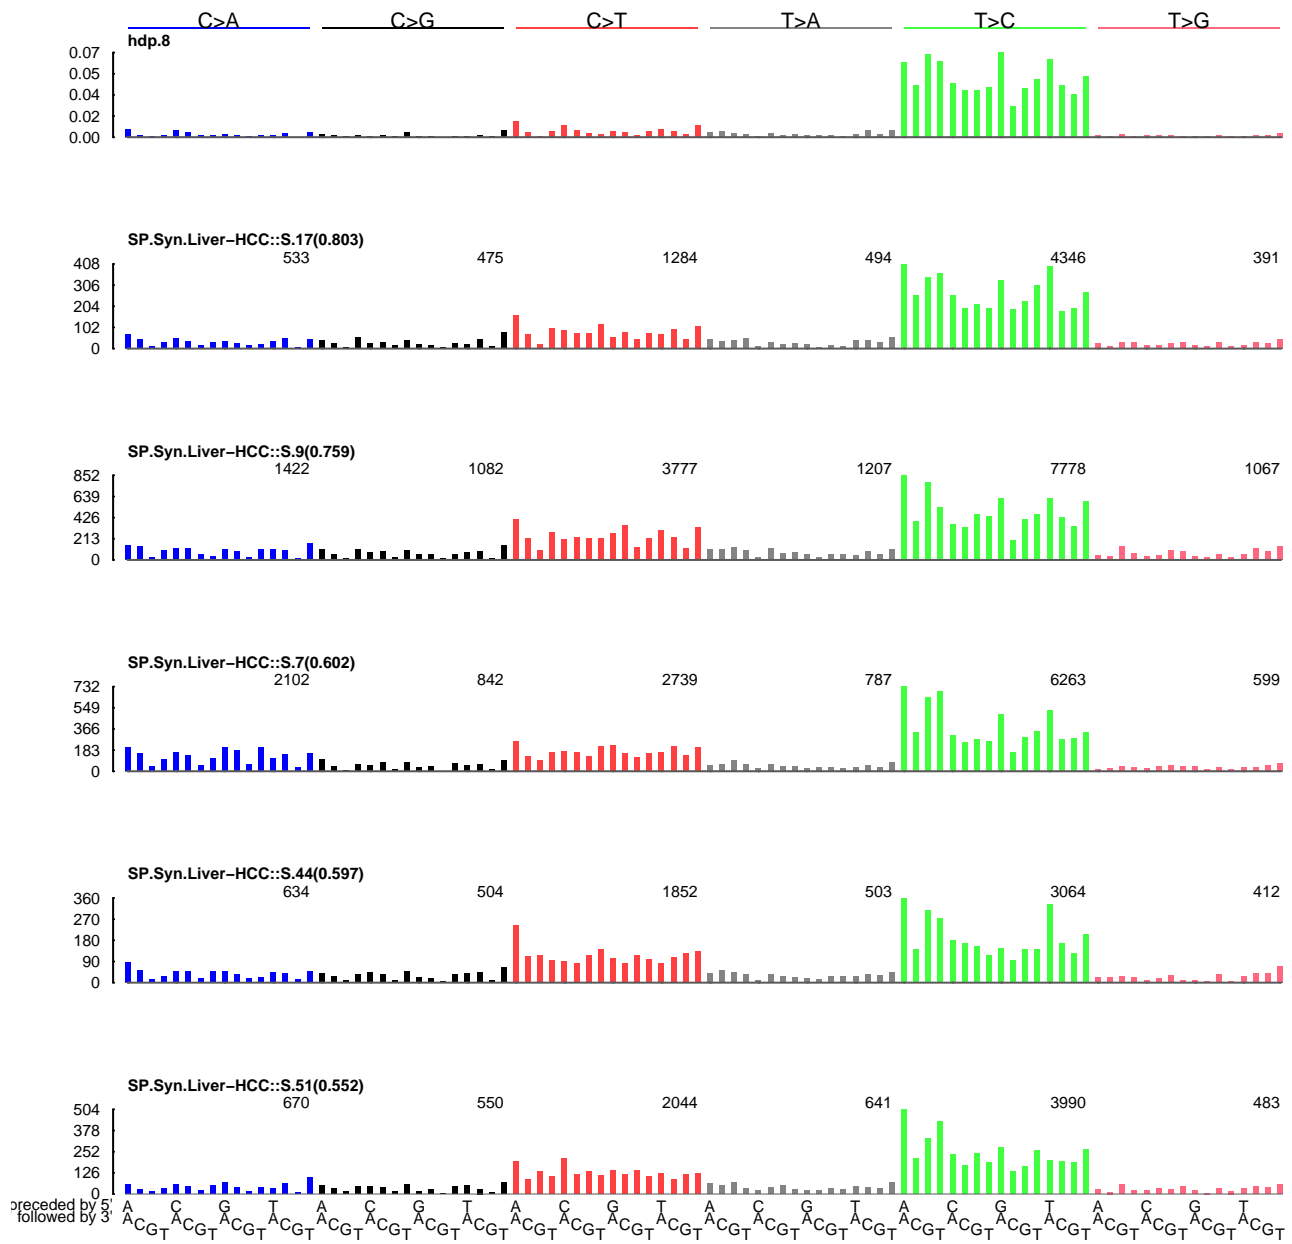 C>A C>G C>T T>A T>C T>G
hdp.8
0.07
0.05
0.04
0.02
0.00
SP.Syn.Liver−HCC::S.17(0.803)
533 475 1284 494 4346 391
408
306
204
102
0
SP.Syn.Liver−HCC::S.9(0.759)
1422 1082 3777 1207 7778 1067
852
639
426
213
0
SP.Syn.Liver−HCC::S.7(0.602)
2102 842 2739 787 6263 599
732
549
366
183
0
SP.Syn.Liver−HCC::S.44(0.597)
634 504 1852 503 3064 412
360
270
180
90
0
SP.Syn.Liver−HCC::S.51(0.552)
670 550 2044 641 3990 483
504
378
252
126
0
preceded by 5' A C G T A C G T A C G T A C G T A C G T A C G T
followed by 3' A C G T A C G T A C G T A C G T A C G T A C G T A C G T A C G T A C G T A C G T A C G T A C G T A C G T A C G T A C G T A C G T A C G T A C G T A C G T A C G T A C G T A C G T A C G T A C G T